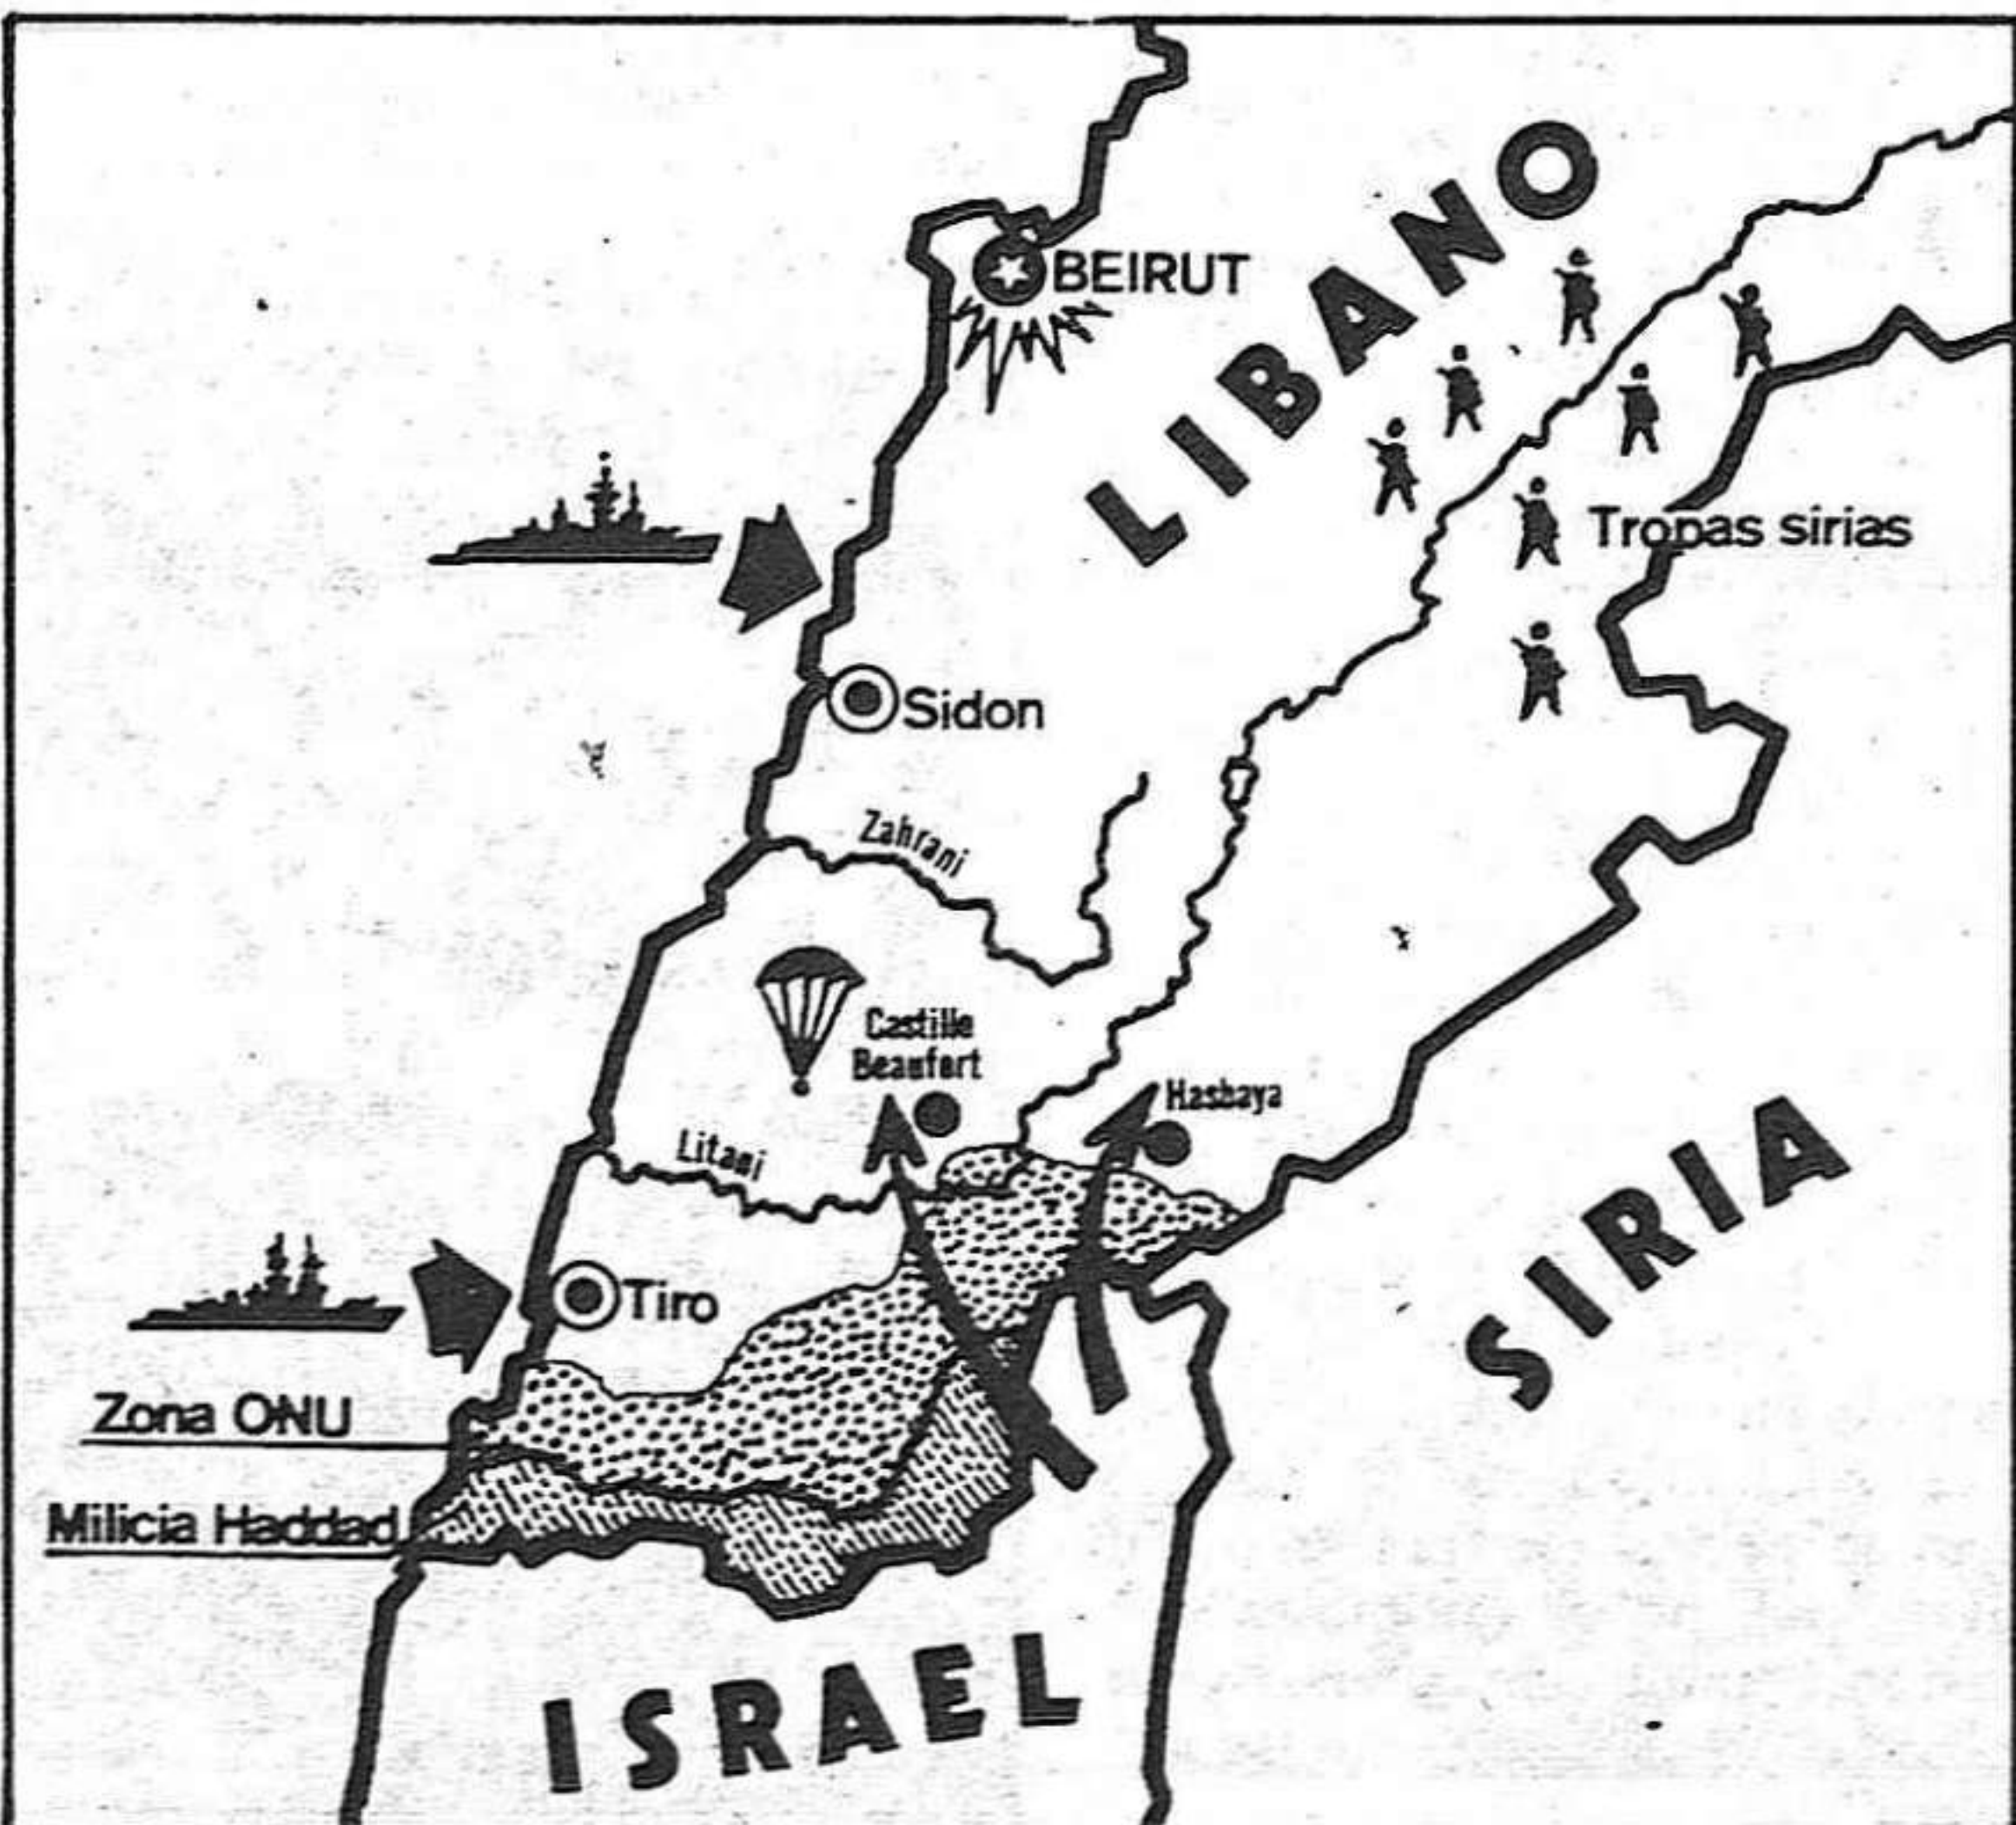 LIBANO
BEIRUT
Tropas sirias
Sidon
Zahrani
Castille
Beaufort
Hasbaya
Litani
SIRIA
Tiro
Zona ONU
Milicia Haddad
ISRAEL